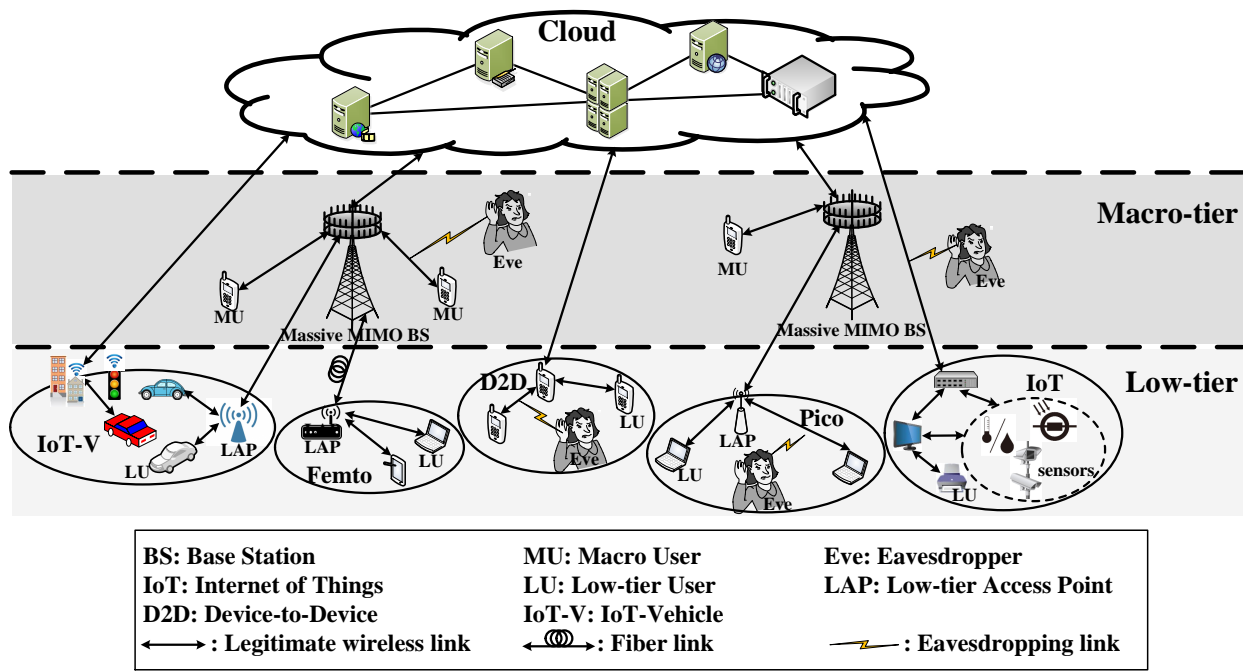 Cloud
Macro-tier
Eve
MU
Eve
MU
MU
Massive MIMO BS
Massive MIMO BS
Low-tier
D2D
IoT
Pico
IoT-V
LU
LAP
LAP
LU
Femto
LU
Eve
LAP
LU
Eve
sensors
LU
BS: Base Station MU: Macro User Eve: Eavesdropper
IoT: Internet of Things LU: Low-tier User LAP: Low-tier Access Point
D2D: Device-to-Device IoT-V: IoT-Vehicle
: Legitimate wireless link : Fiber link : Eavesdropping link